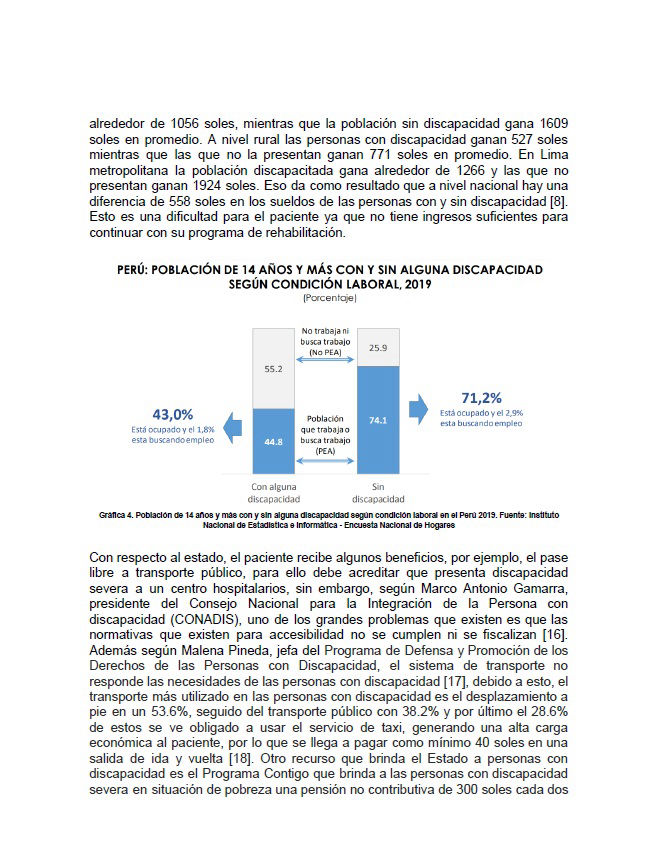 alrededor de 1056 soles, mientras que la población sin discapacidad gana 1609
soles en promedio. A nivel rural las personas con discapacidad ganan 527 soles
mientras que las que no la presentan ganan 771 soles en promedio. En Lima
metropolitana la población discapacitada gana alrededor de 1266 y las que no
presentan ganan 1924 soles. Eso da como resultado que a nivel nacional hay una
diferencia de 558 soles en los sueldos de las personas con y sin discapacidad [8].
Esto es una dificultad para el paciente ya que no tiene ingresos suficientes para
continuar con su programa de rehabilitación.
PERÚ: POBLACIÓN DE 14 AÑOS Y MÁS CON Y SIN ALGUNA DISCAPACIDAD
SEGÚN CONDICIÓN LABORAL, 2019
(Porcentaje)
No trabaja ni
busca trabajo
(No PEA)
55.2
25.9
43,0%
Está ocupado y el 1,8%
esta buscando empleo
44.8
Población
que trabaja o
busca trabajo
(PEA)
74.1
71,2%
Está ocupado y el 2,9%
esta buscando empleo
Con alguna
discapacidad
Sin
discapacidad
Gráfica 4. Población de 14 años y más con y sin alguna discapacidad según condición laboral en el Perú 2019. Fuente: Instituto
Nacional de Estadística e Informática - Encuesta Nacional de Hogares
Con respecto al estado, el paciente recibe algunos beneficios, por ejemplo, el pase
libre a transporte público, para ello debe acreditar que presenta discapacidad
severa a un centro hospitalarios, sin embargo, según Marco Antonio Gamarra,
presidente del Consejo Nacional para la Integración de la Persona con
discapacidad (CONADIS), uno de los grandes problemas que existen es que las
normativas que existen para accesibilidad no se cumplen ni se fiscalizan [16].
Además según Malena Pineda, jefa del Programa de Defensa y Promoción de los
Derechos de las Personas con Discapacidad, el sistema de transporte no
responde las necesidades de las personas con discapacidad [17], debido a esto, el
transporte más utilizado en las personas con discapacidad es el desplazamiento a
pie en un 53.6%, seguido del transporte público con 38.2% y por último el 28.6%
de estos se ve obligado a usar el servicio de taxi, generando una alta carga
económica al paciente, por lo que se llega a pagar como mínimo 40 soles en una
salida de ida y vuelta [18]. Otro recurso que brinda el Estado a personas con
discapacidad es el Programa Contigo que brinda a las personas con discapacidad
severa en situación de pobreza una pensión no contributiva de 300 soles cada dos